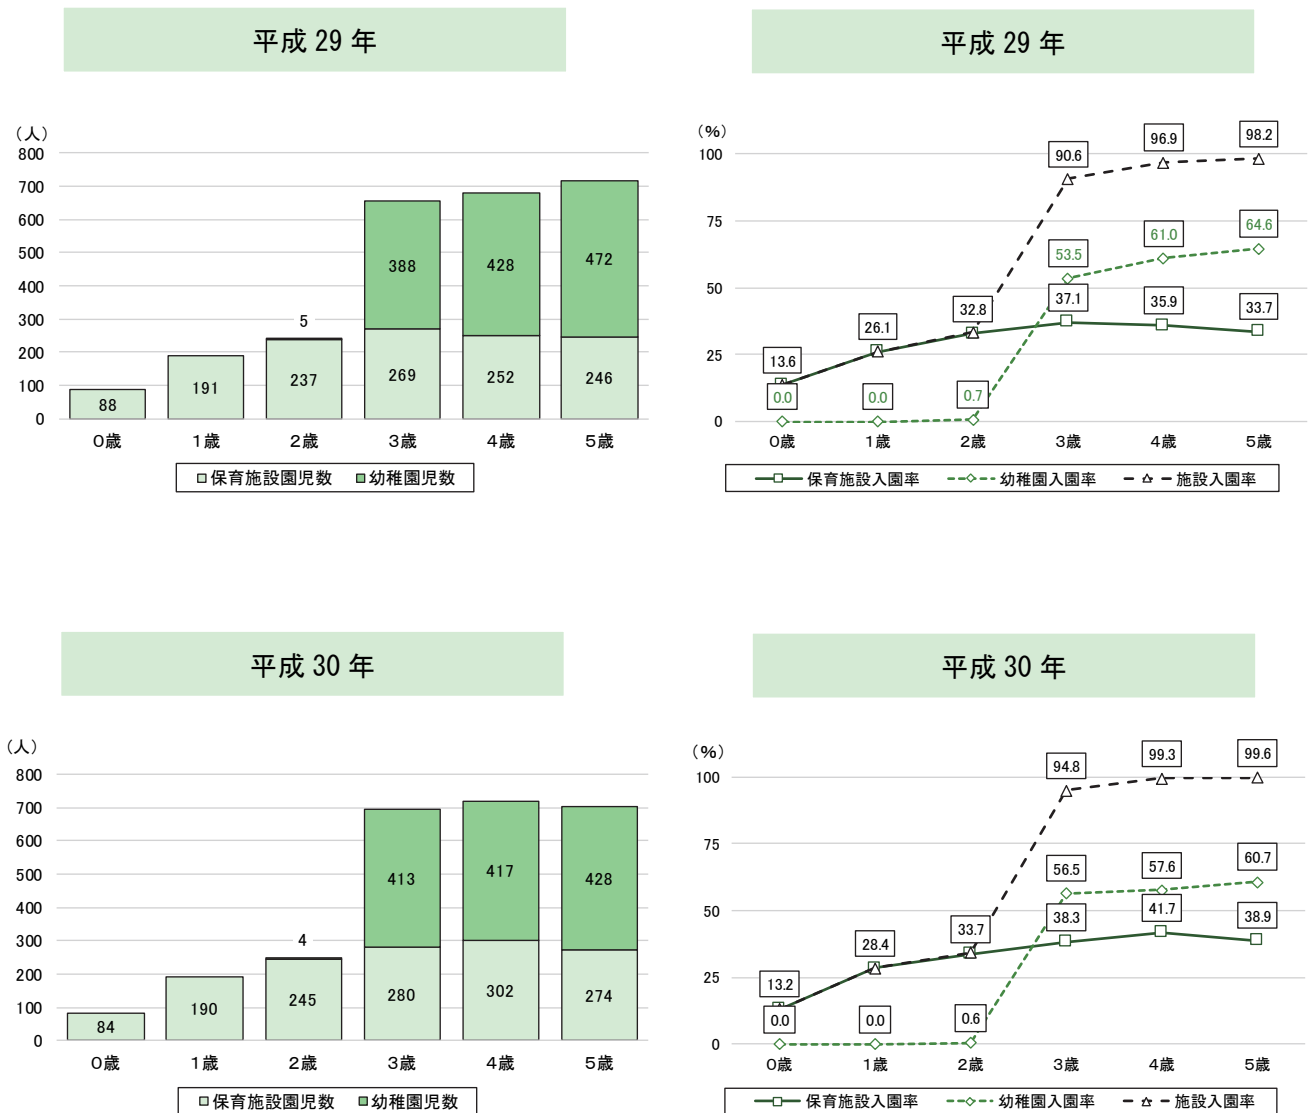 平成 29 年
(人)
800
700
600
500
400
300
200
100
0
388
428
472
5
88
191
237
269
252
246
0歳 1歳 2歳 3歳 4歳 5歳
保育施設園児数 幼稚園児数
平成 29 年
(%)
100
75
50
25
0
90.6 96.9 98.2
53.5 61.0 64.6
13.6 26.1 32.8 37.1 35.9 33.7
0.0 0.0 0.7
0歳 1歳 2歳 3歳 4歳 5歳
保育施設入園率 幼稚園入園率 施設入園率
平成 30 年
(人)
800
700
600
500
400
300
200
100
0
413
417
428
4
84
190
245
280
302
274
0歳 1歳 2歳 3歳 4歳 5歳
保育施設園児数 幼稚園児数
平成 30 年
(%)
100
75
50
25
0
94.8 99.3 99.6
56.5 57.6 60.7
13.2 28.4 33.7 38.3 41.7 38.9
0.0 0.0 0.6
0歳 1歳 2歳 3歳 4歳 5歳
保育施設入園率 幼稚園入園率 施設入園率